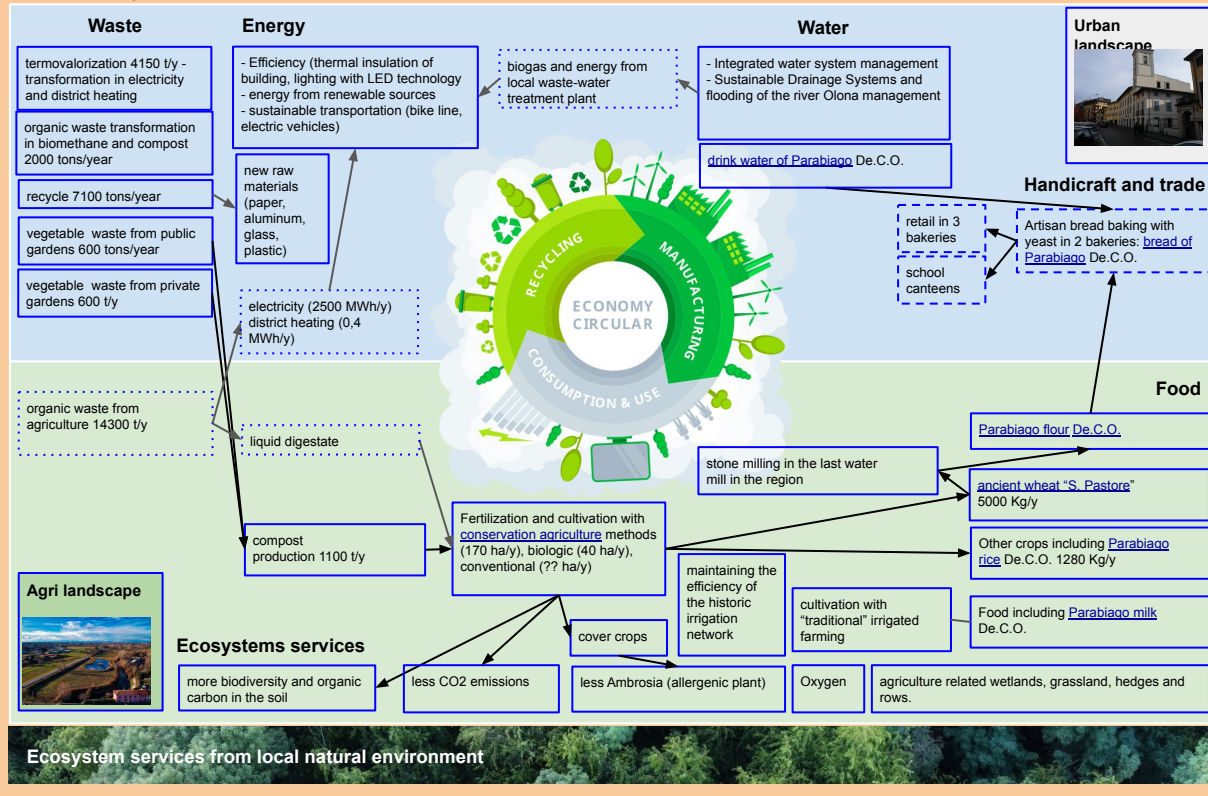 Waste
Energy
Water
Urban
landscape
termovalorization 4150 t/y -
transformation in electricity
and district heating
organic waste transformation
in biomethane and compost
2000 tons/year
recycle 7100 tons/year
vegetable waste from public
gardens 600 tons/year
vegetable waste from private
gardens 600 t/y
- Efficiency (thermal insulation of
building, lighting with LED technology
- energy from renewable sources
- sustainable transportation (bike line,
electric vehicles)
new raw
materials
(paper,
aluminum,
glass,
plastic)
electricity (2500 MWh/y)
district heating (0,4
MWh/y)
biogas and energy from
local waste-water
treatment plant
- Integrated water system management
- Sustainable Drainage Systems and
flooding of the river Olona management
drink water of Parabiago De.C.O.
Handicraft and trade
retail in 3
bakeries
school
canteens
Artisan bread baking with
yeast in 2 bakeries: bread of
Parabiago De.C.O.
RECYCLING
MANUFACTURING
CONSUMPTION & USE
ECONOMY
CIRCULAR
organic waste from
agriculture 14300 t/y
liquid digestate
Food
Parabiago flour De.C.O.
stone milling in the last water
mill in the region
ancient wheat "S. Pastore"
5000 Kg/y
compost
production 1100 t/y
Fertilization and cultivation with
conservation agriculture methods
(170 ha/y), biologic (40 ha/y),
conventional (?? ha/y)
Other crops including Parabiago
rice De.C.O. 1280 Kg/y
maintaining the
efficiency of
the historic
irrigation
network
cultivation with
"traditional" irrigated
farming
Food including Parabiago milk
De.C.O.
Agri landscape
Ecosystems services
cover crops
more biodiversity and organic
carbon in the soil
less CO2 emissions
less Ambrosia (allergenic plant)
Oxygen
agriculture related wetlands, grassland, hedges and
rows.
Ecosystem services from local natural environment